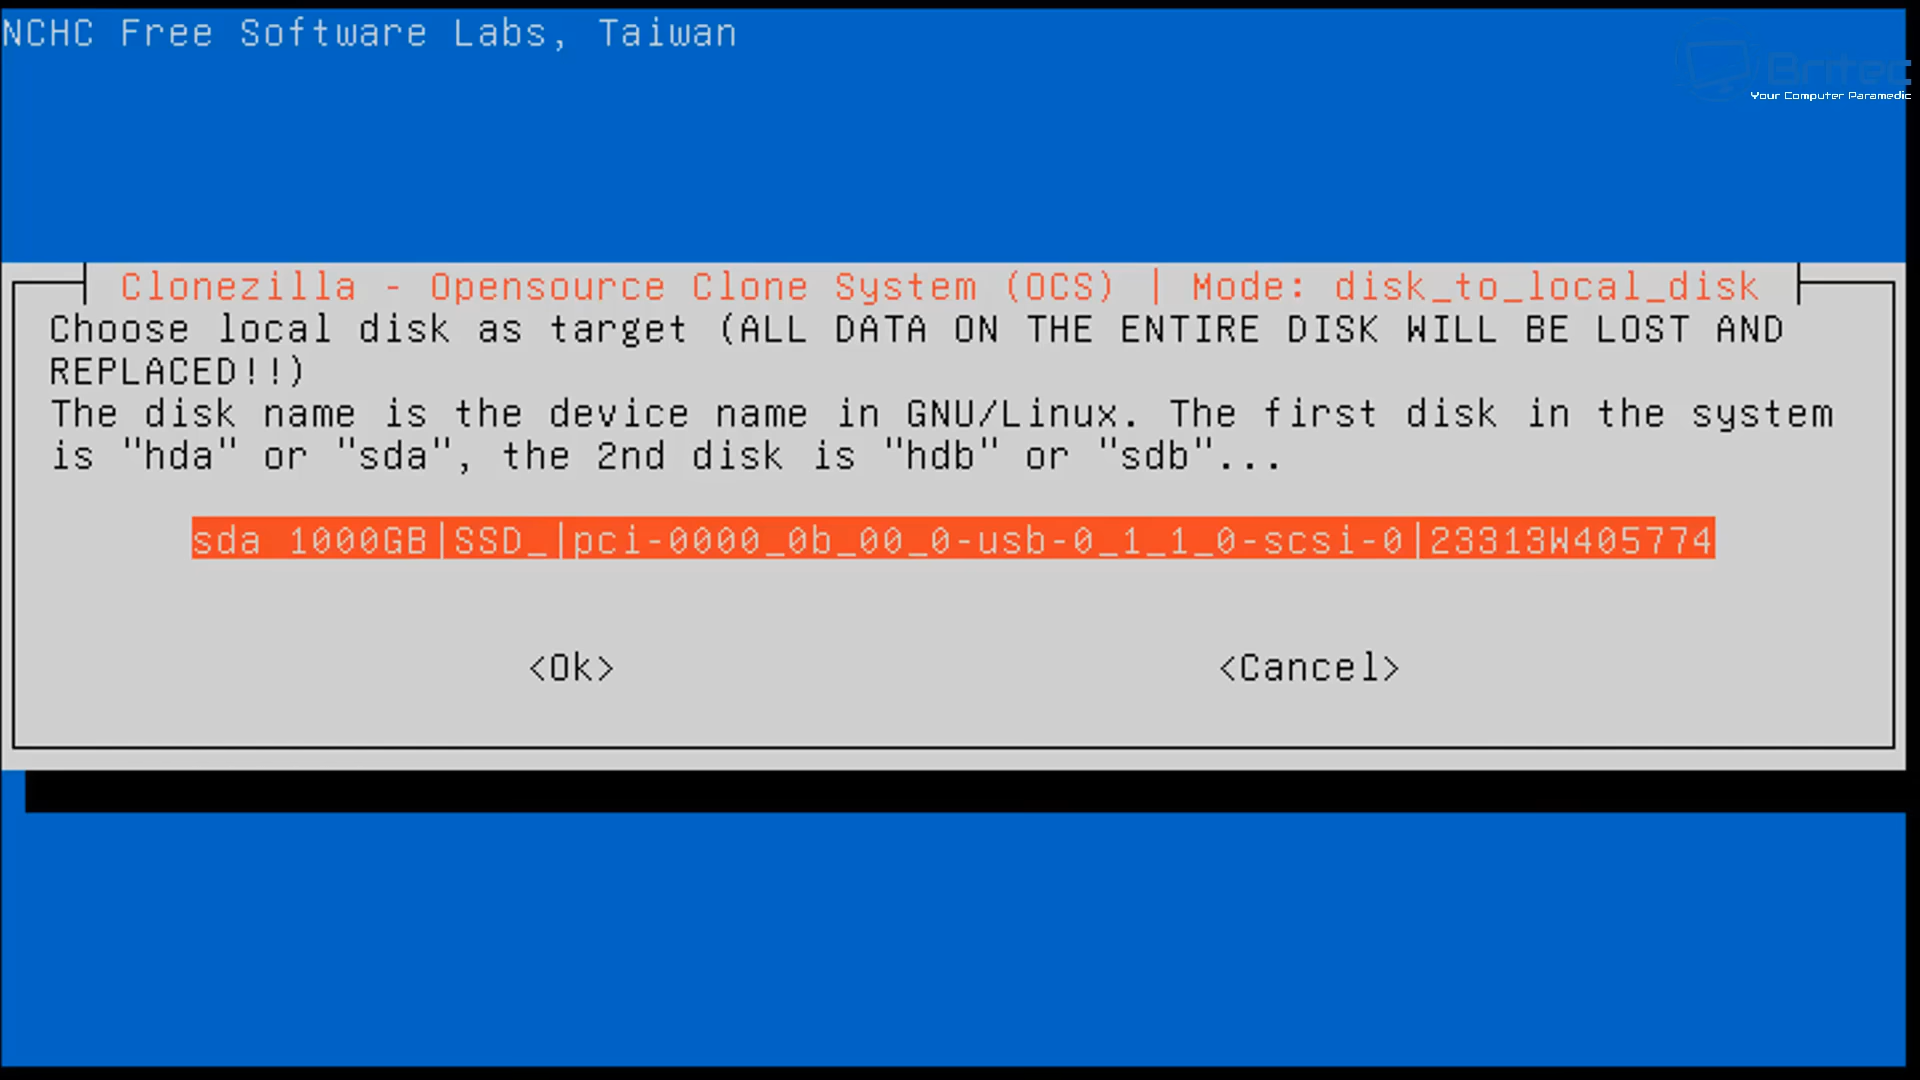 NCHC Free Software Labs, Taiwan
Britec
Your Computer Paramedic
Clonezilla - Opensource Clone System (OCS) | Mode: disk_to_local_disk
Choose local disk as target (ALL DATA ON THE ENTIRE DISK WILL BE LOST AND
REPLACED!!)
The disk name is the device name in GNU/Linux. The first disk in the system
is "hda" or "sda", the 2nd disk is "hdb" or "sdb"...
sda 1000GB|SSD_|pci-0000_0b_00_0-usb-0_1_1_0-scsi-0|23313W405774
<Ok> <Cancel>